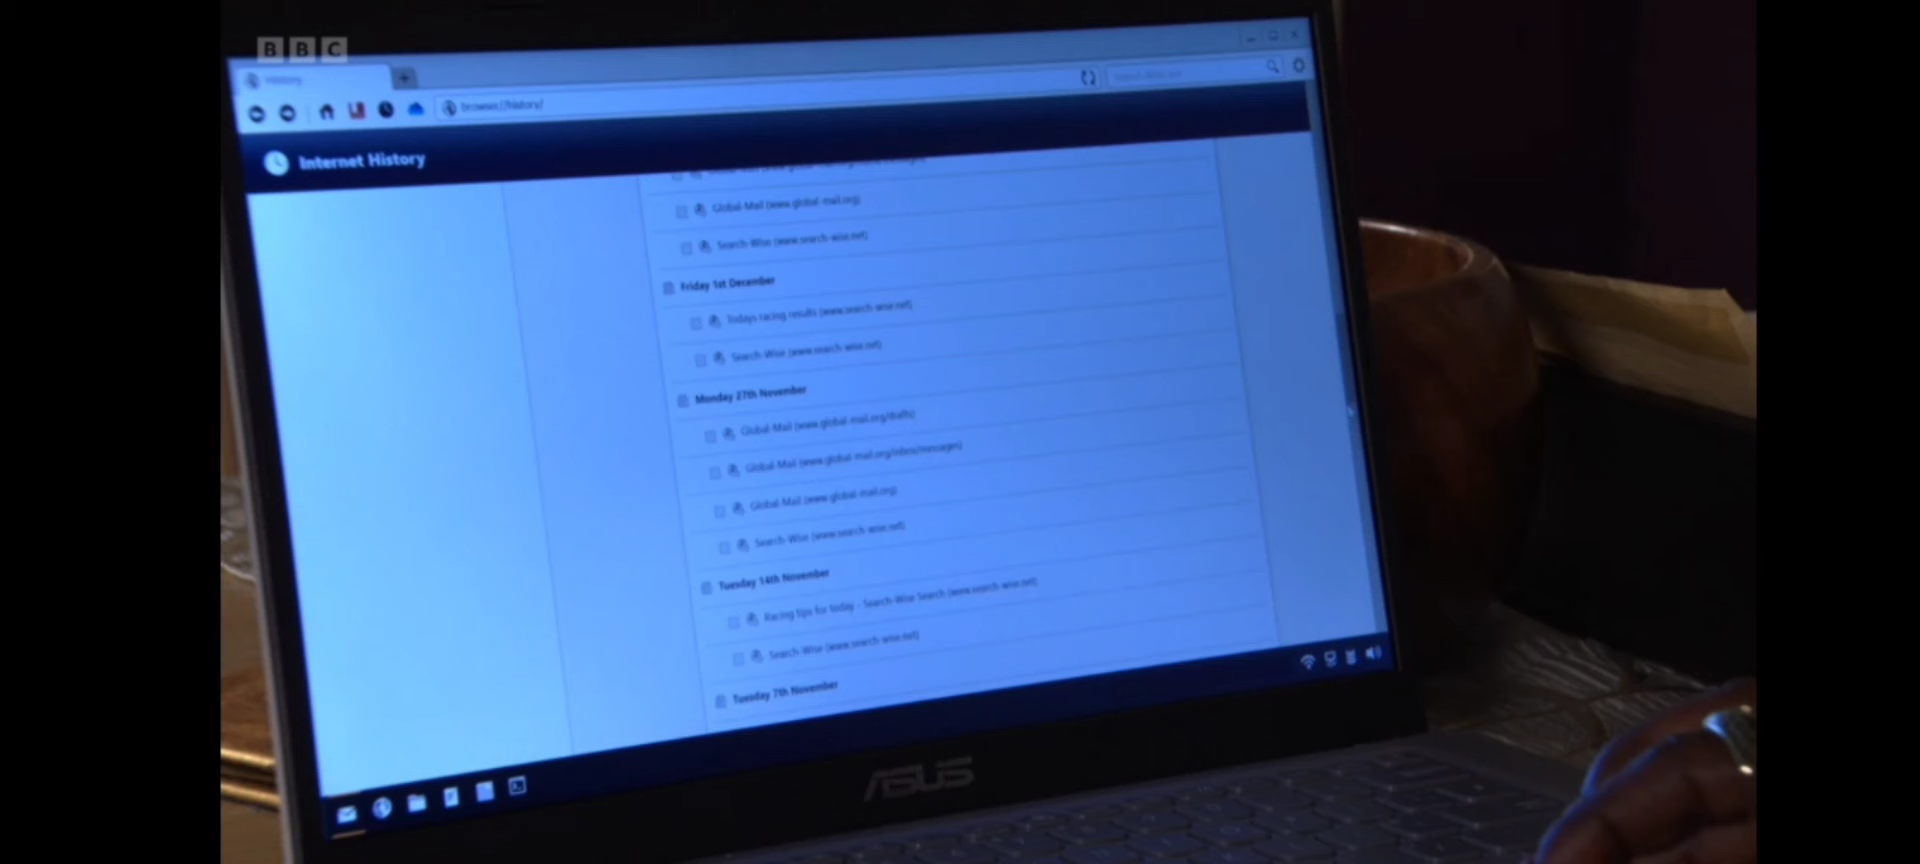 BBC
History
browse://history/
Internet History
Global-Mail (www.global-mail.org)
Search-Wise (www.search-wise.net)
Friday 1st December
Todays racing results (www.search-wise.net)
Search-Wise (www.search-wise.net)
Monday 27th November
Global-Mail (www.global-mail.org/drafts)
Global-Mail (www.global-mail.org/inbox/messages)
Global-Mail (www.global-mail.org)
Search-Wise (www.search-wise.net)
Tuesday 14th November
Racing tips for today - Search-Wise Search (www.search-wise.net)
Search-Wise (www.search-wise.net)
Tuesday 7th November
ASUS